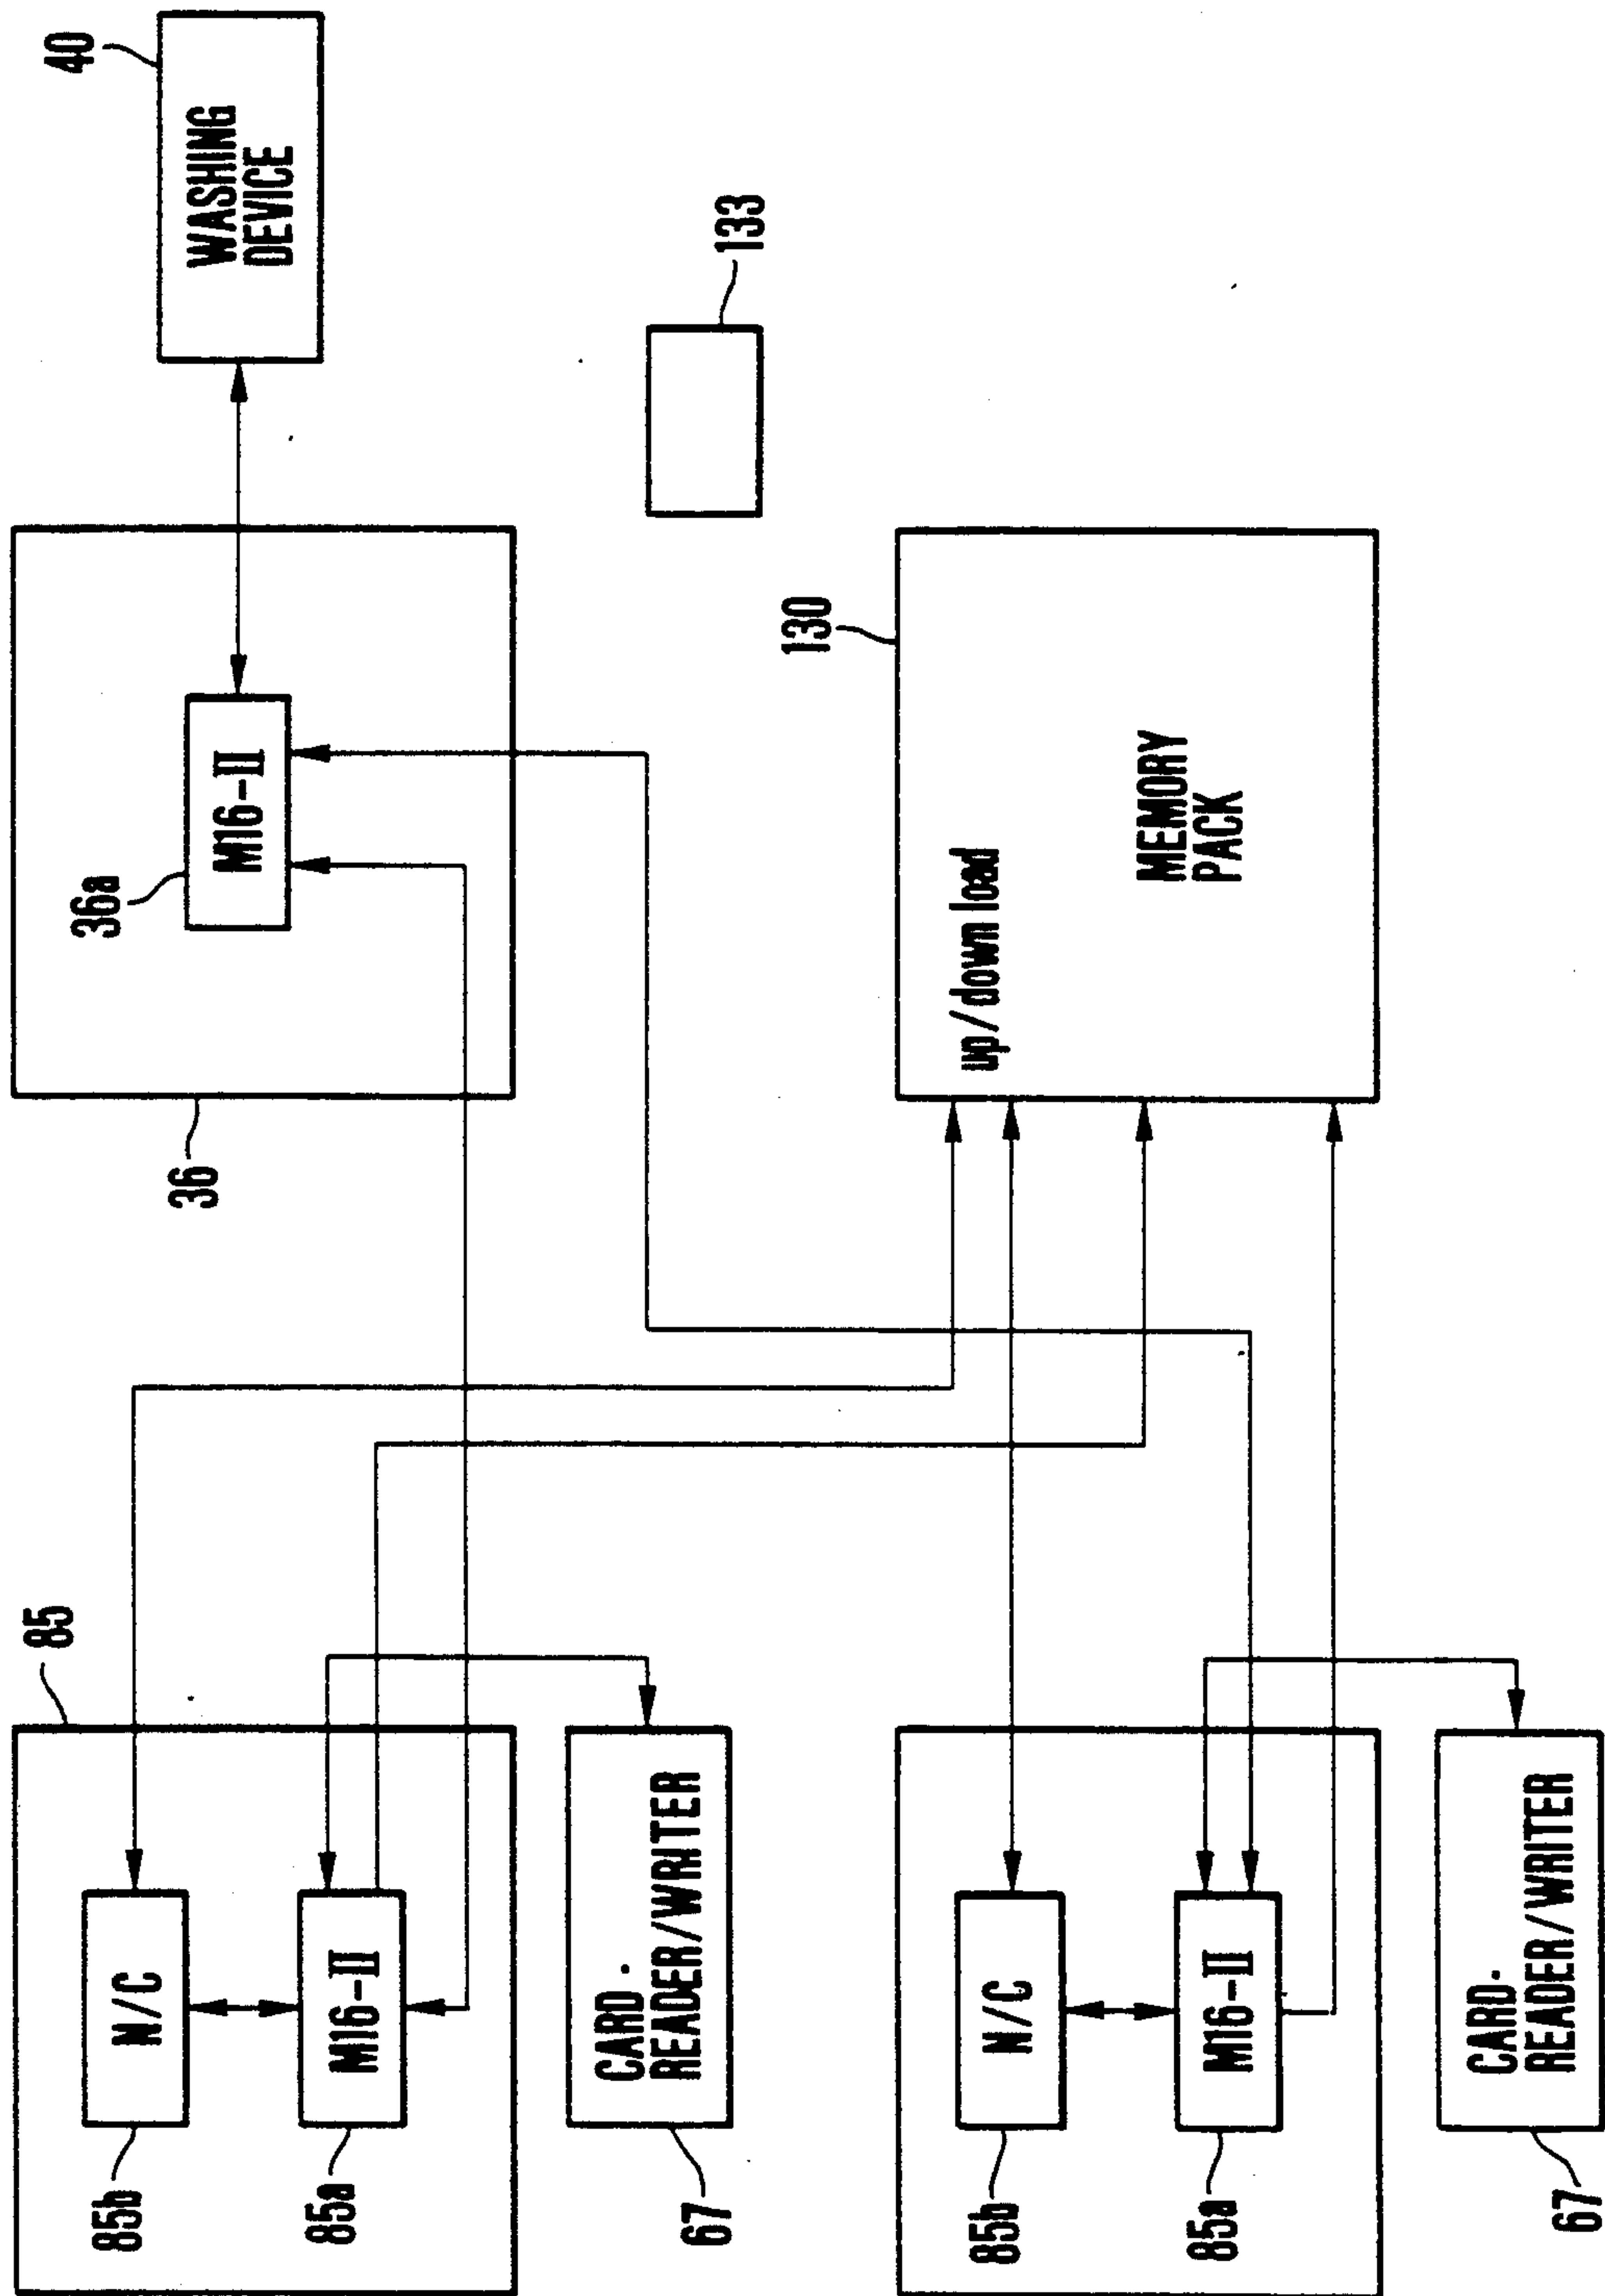 85
85b
N/C
85a
M16-II
67
CARD-
READER/WRITER
36
36a
M16-II
40
WASHING
DEVICE
133
85b
N/C
85a
M16-II
67
CARD-
READER/WRITER
130
up/down load
MEMORY
PACK